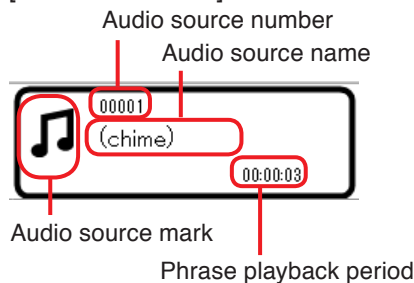 Audio source number
Audio source name
00001
(chime)
00:00:03
Audio source mark
Phrase playback period